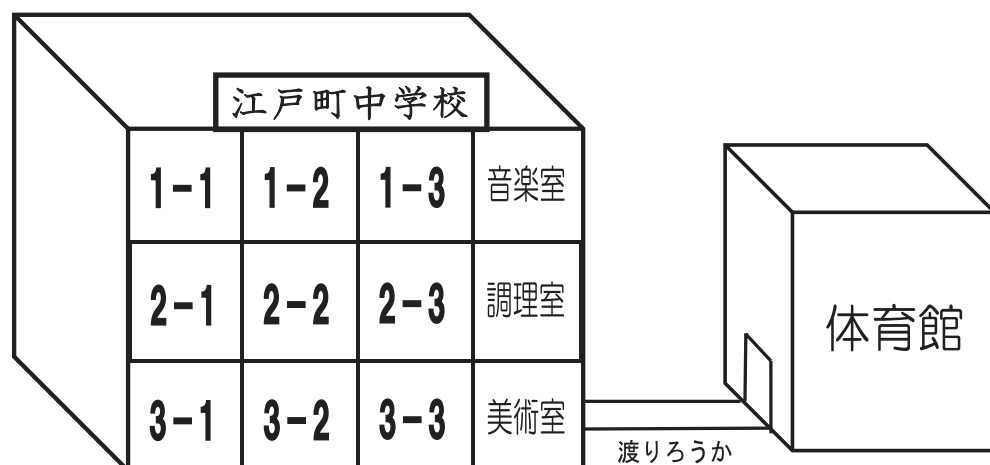 江戸町中学校
1-1 1-2 1-3 音楽室
2-1 2-2 2-3 調理室
3-1 3-2 3-3 美術室
体育館
渡りろうか